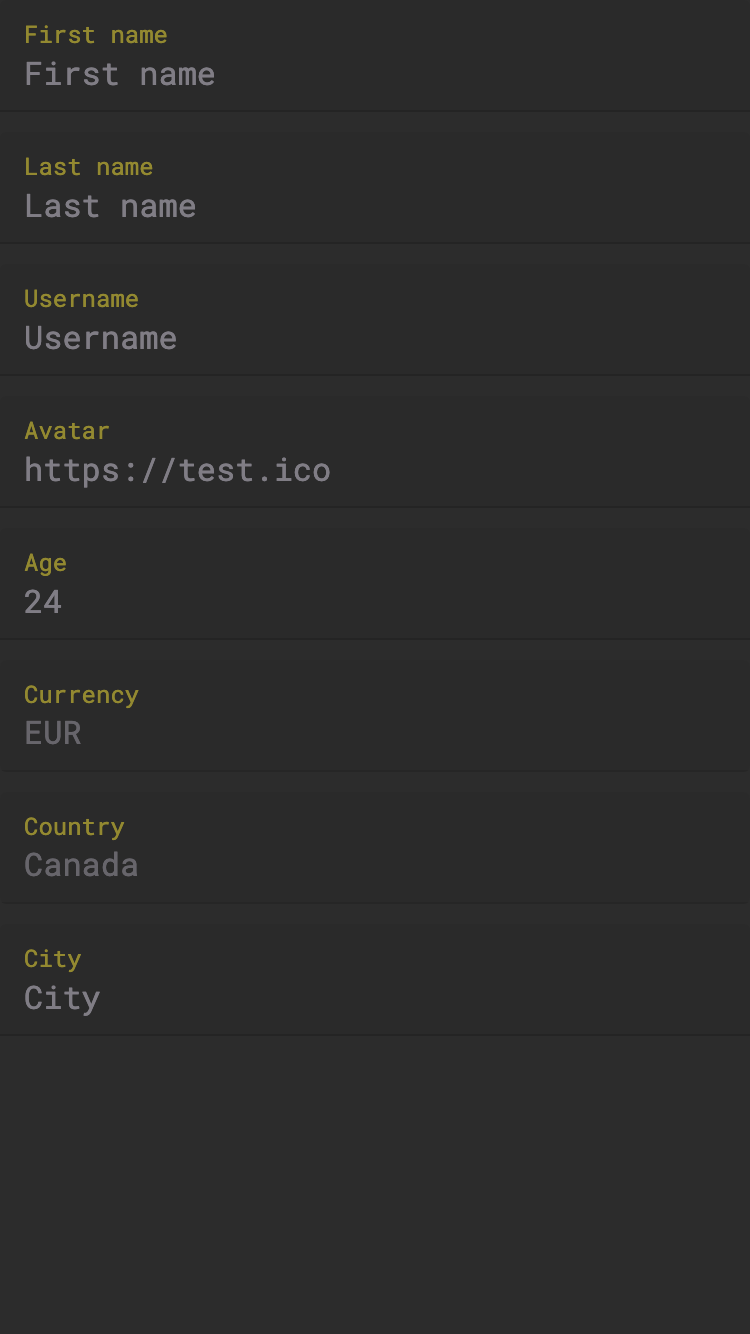 First name
First name
Last name
Last name
Username
Username
Avatar
https://test.ico
Age
24
Currency
EUR
Country
Canada
City
City